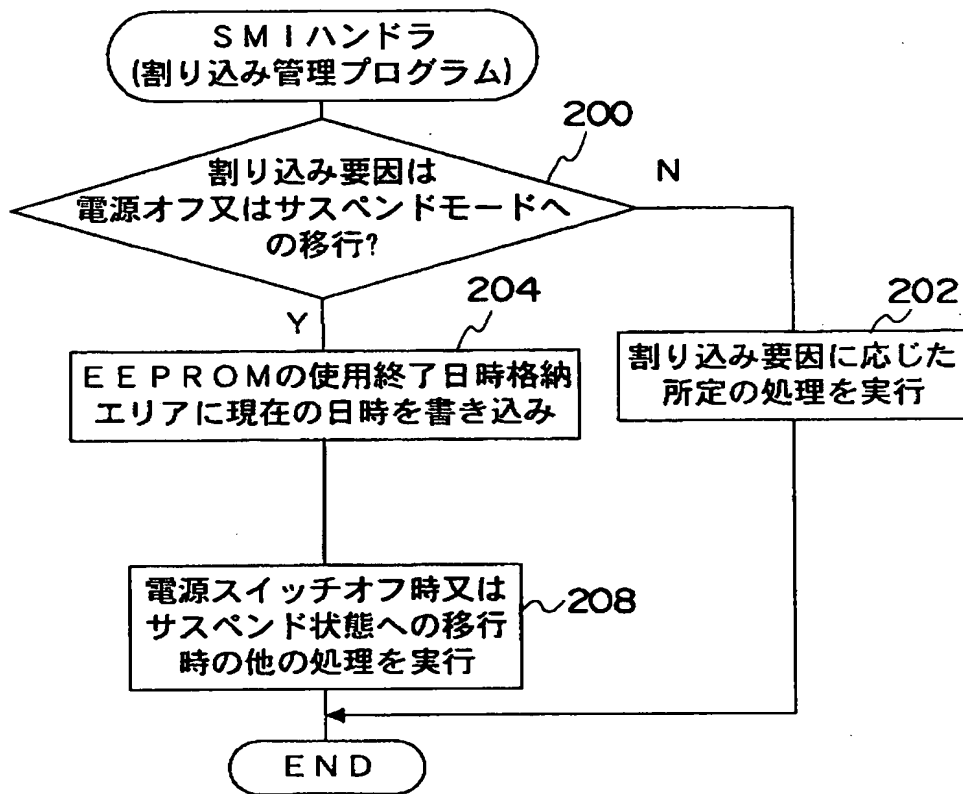 SMIハンドラ
(割り込み管理プログラム)
200
割り込み要因は
電源オフ又はサスペンドモードへ
の移行?
N
Y
204
EEPROMの使用終了日時格納
エリアに現在の日時を書き込み
202
割り込み要因に応じた
所定の処理を実行
電源スイッチオフ時又は
サスペンド状態への移行
時の他の処理を実行
208
END